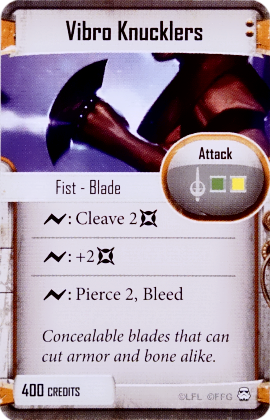 Vibro Knucklers
Attack
Fist - Blade
: Cleave 2
: +2
: Pierce 2, Bleed
Concealable blades that can
cut armor and bone alike.
400 CREDITS
©LFL ©FFG